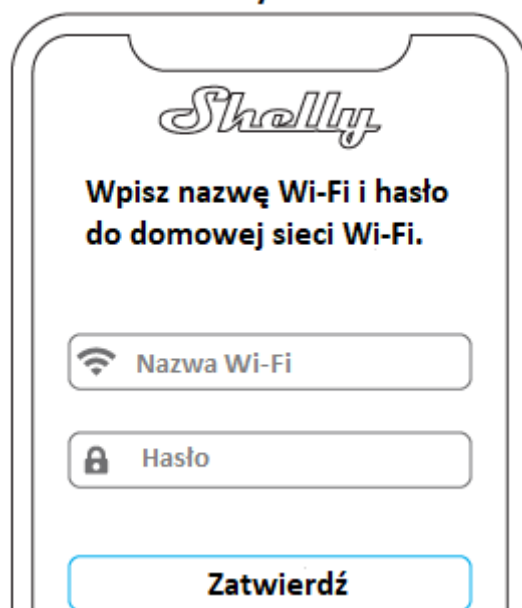 Shelly
Wpisz nazwę Wi-Fi i hasło
do domowej sieci Wi-Fi.
Nazwa Wi-Fi
Hasło
Zatwierdź